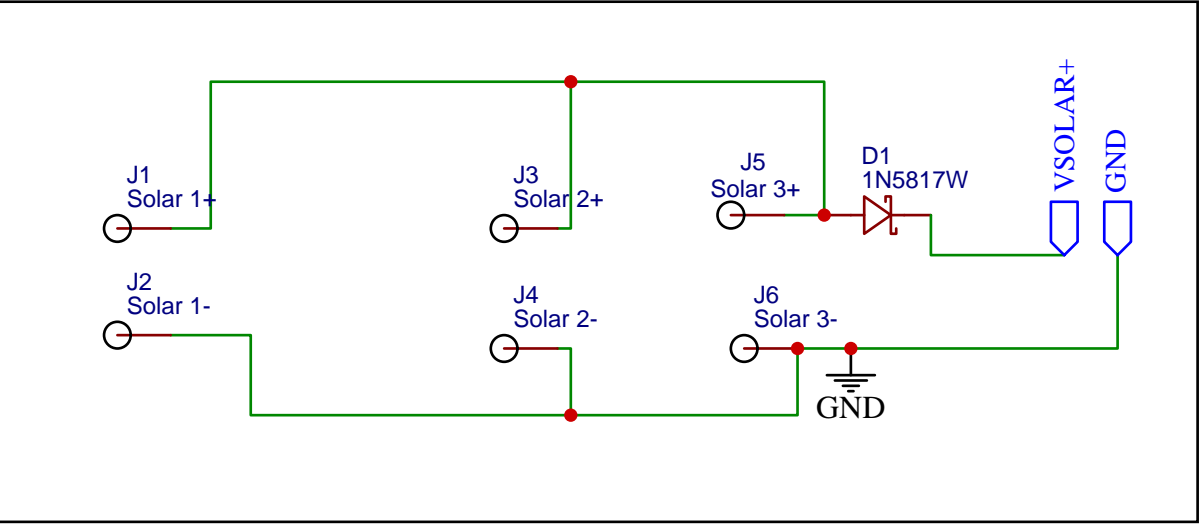 J1
Solar 1+
J3
Solar 2+
J5
Solar 3+
D1
1N5817W
VSOLAR+
GND
J2
Solar 1-
J4
Solar 2-
J6
Solar 3-
GND